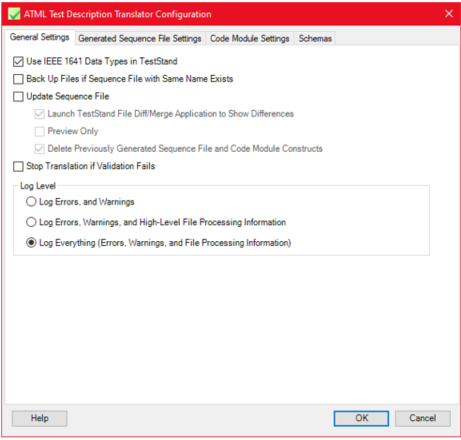 ATML Test Description Translator Configuration
General Settings Generated Sequence File Settings Code Module Settings Schemas
Use IEEE 1641 Data Types in TestStand
Back Up Files if Sequence File with Same Name Exists
Update Sequence File
Launch TestStand File Diff/Merge Application to Show Differences
Preview Only
Delete Previously Generated Sequence File and Code Module Constructs
Stop Translation if Validation Fails
Log Level
Log Errors, and Warnings
Log Errors, Warnings, and High-Level File Processing Information
Log Everything (Errors, Warnings, and File Processing Information)
Help OK Cancel